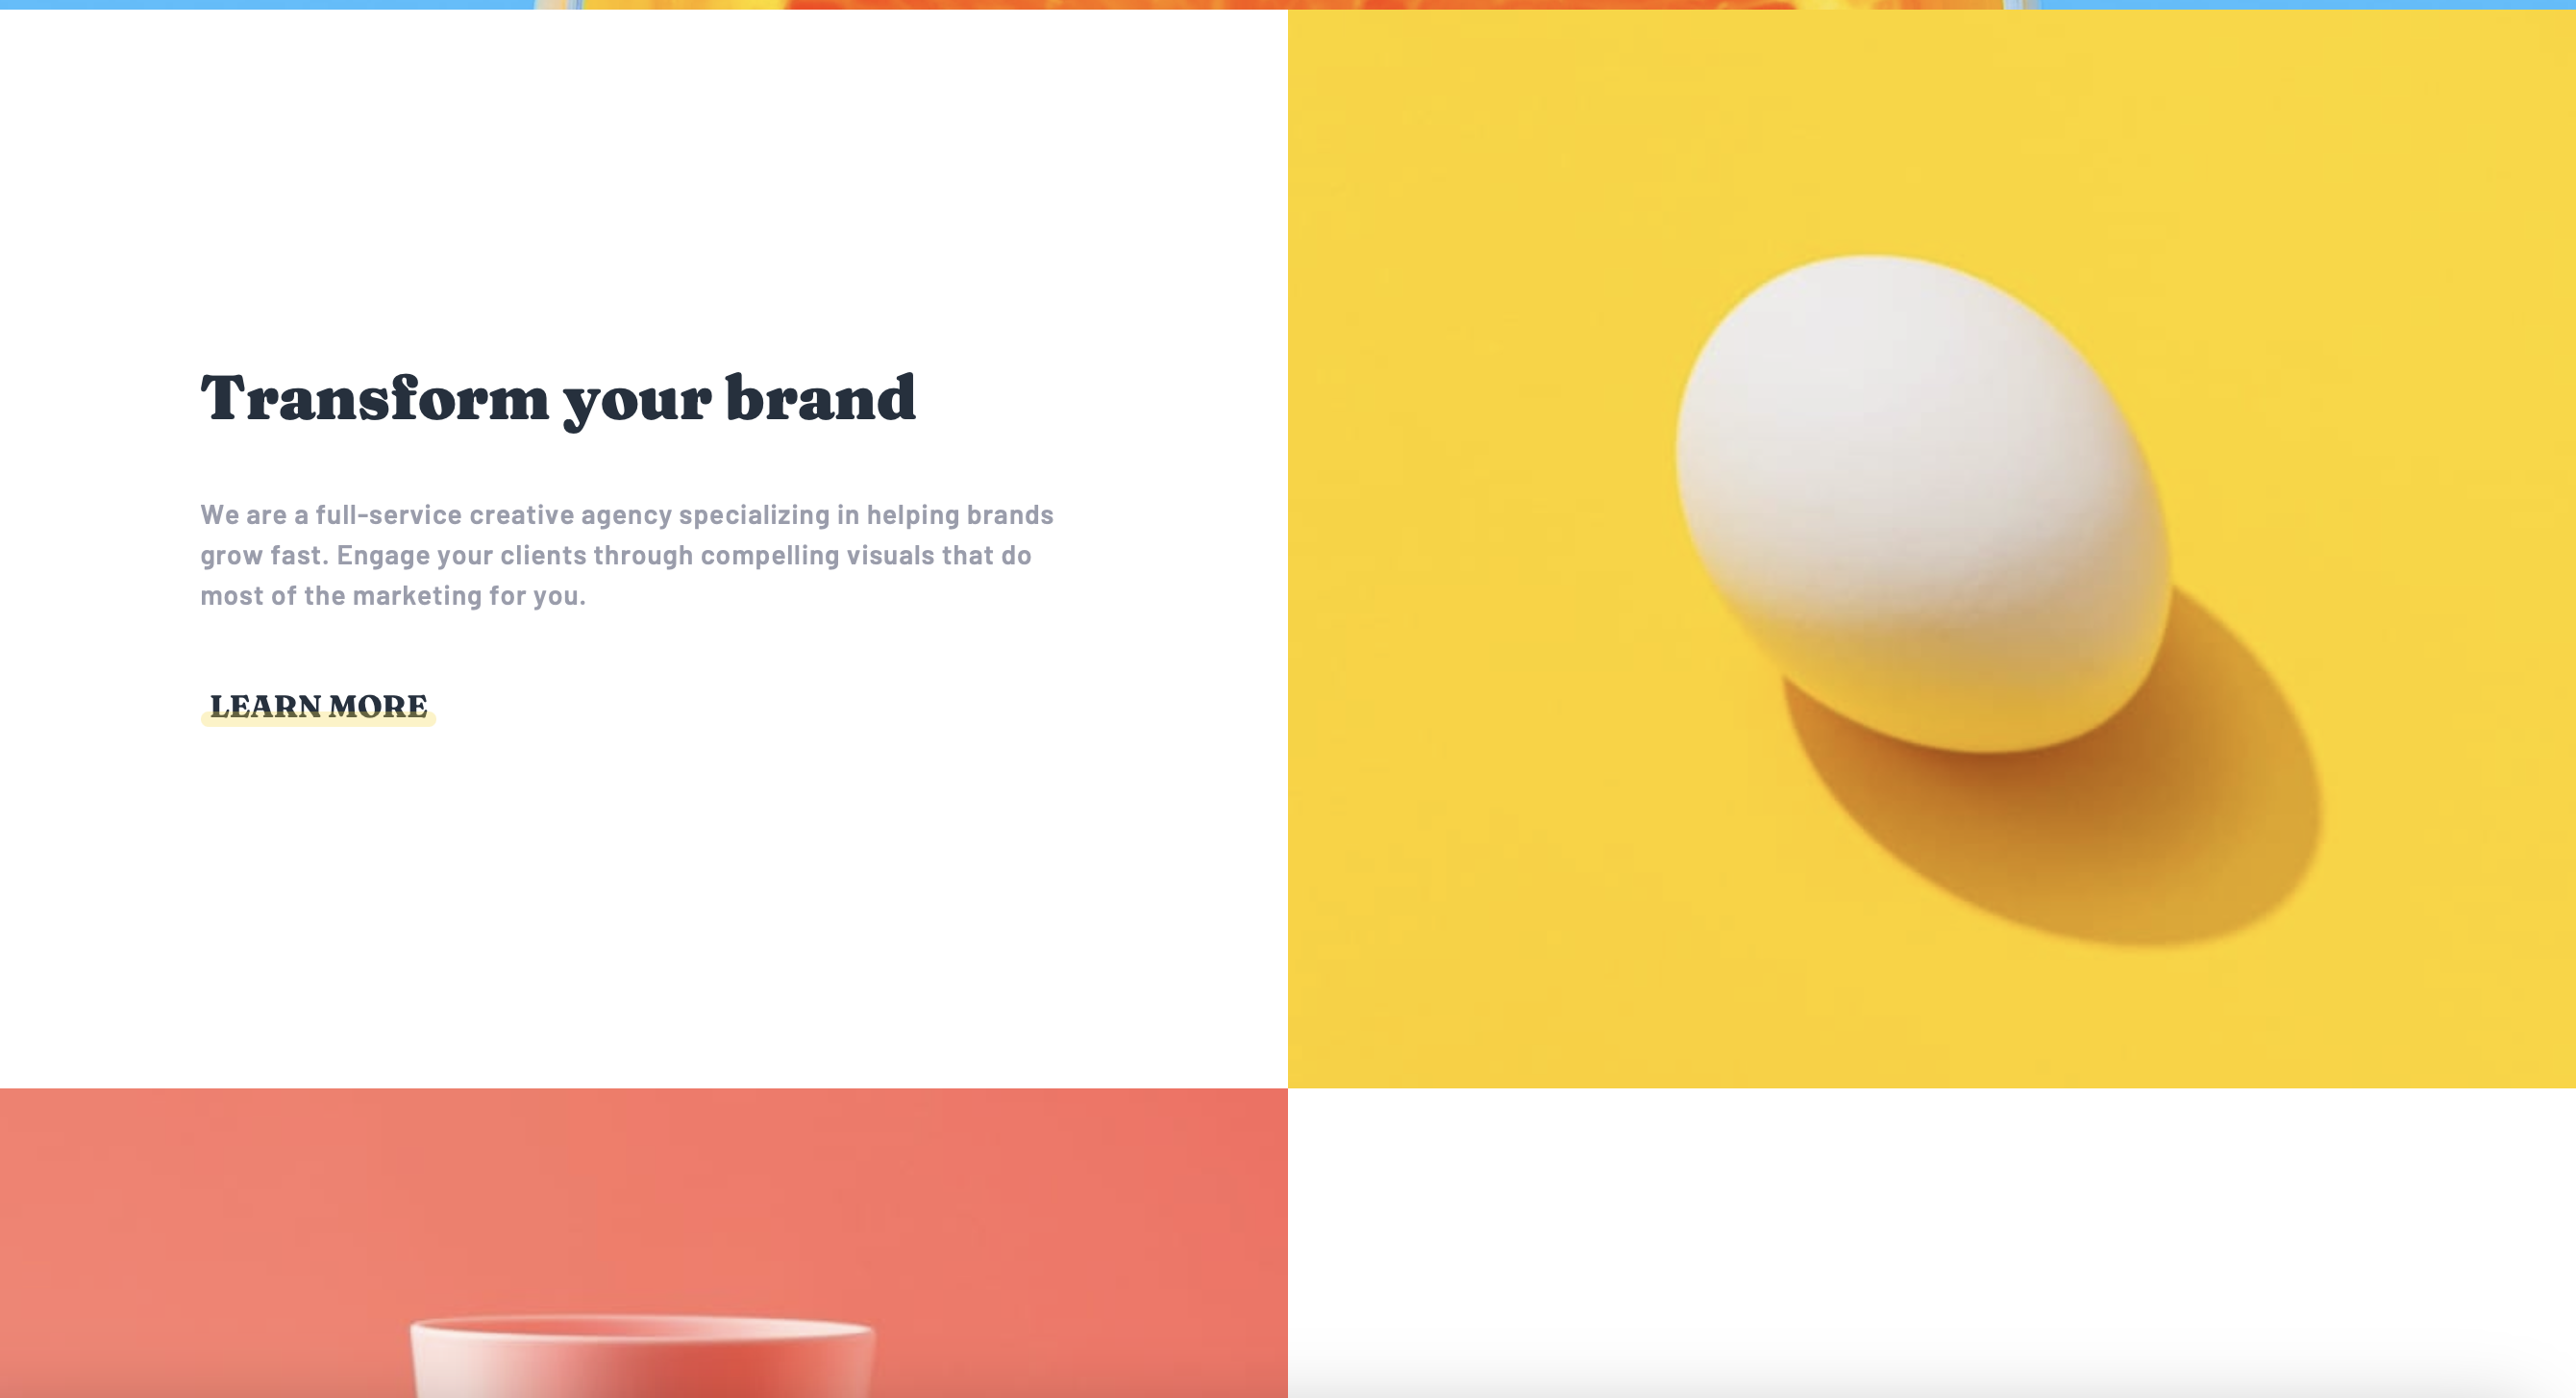 Transform your brand
We are a full-service creative agency specializing in helping brands
grow fast. Engage your clients through compelling visuals that do
most of the marketing for you.
LEARN MORE